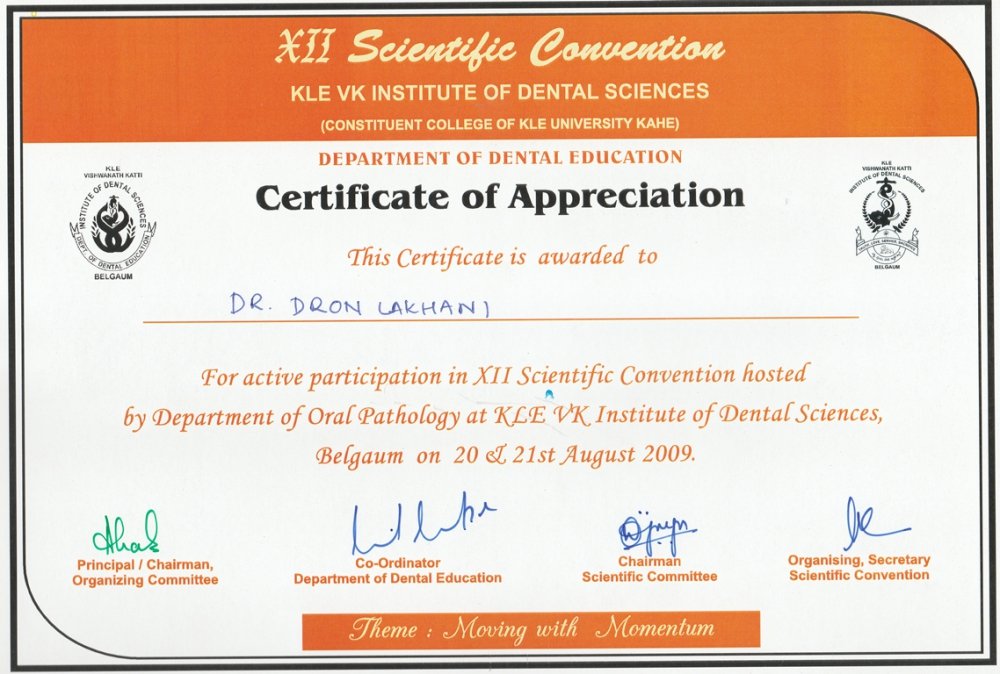 XII Scientific Convention
KLE VK INSTITUTE OF DENTAL SCIENCES
(CONSTITUENT COLLEGE OF KLE UNIVERSITY KAHE)
DEPARTMENT OF DENTAL EDUCATION
Certificate of Appreciation
KLE
VISHWANATH KATTI
INSTITUTE OF DENTAL SCIENCES
DEPT. OF DENTAL EDUCATION
BELGAUM
KLE
VISHWANATH KATTI
INSTITUTE OF DENTAL SCIENCES
BELGAUM
This Certificate is awarded to
DR. DRON LAKHANI
For active participation in XII Scientific Convention hosted
by Department of Oral Pathology at KLE VK Institute of Dental Sciences,
Belgaum on 20 & 21st August 2009.
Principal / Chairman,
Organizing Committee
Co-Ordinator
Department of Dental Education
Chairman
Scientific Committee
Organising, Secretary
Scientific Convention
Theme : Moving with Momentum